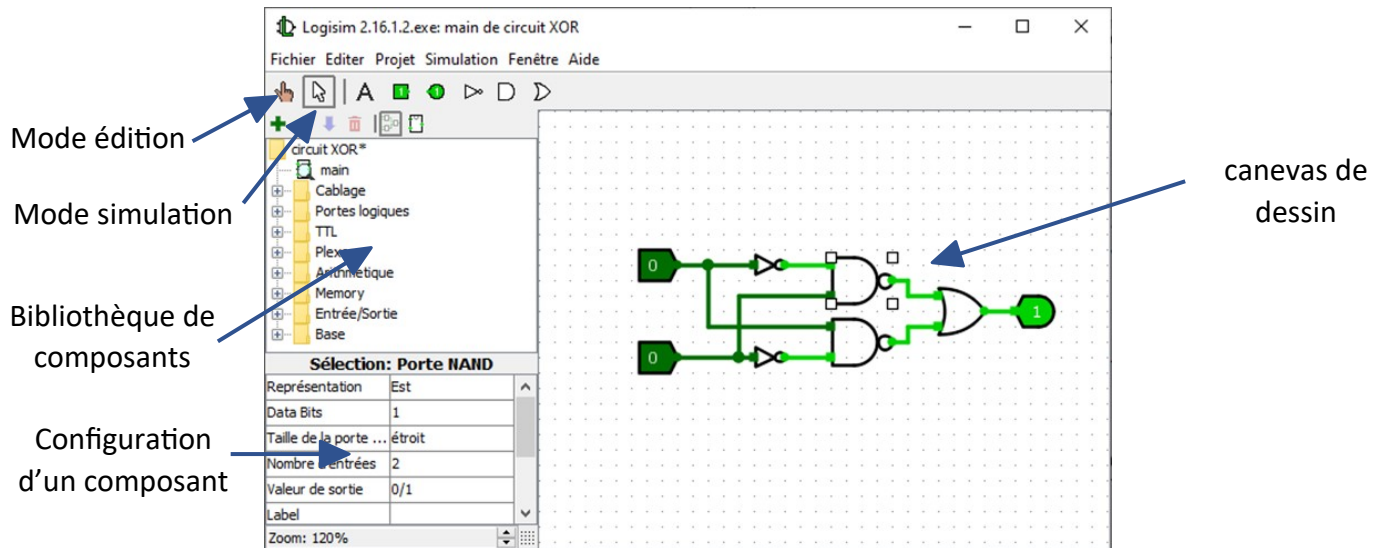 Logisim 2.16.1.2.exe: main de circuit XOR
Fichier Editer Projet Simulation Fenêtre Aide
A 1 1
Mode édition
Mode simulation
Bibliothèque de
composants
Configuration
d'un composant
circuit XOR*
main
Cablage
Portes logiques
TTL
Arithmétique
Memory
Entrée/Sortie
Base
Sélection: Porte NAND
Représentation Est
Data Bits 1
Taille de la porte ... étroit
Nombre d'entrées 2
Valeur de sortie 0/1
Label
Zoom: 120%
0
0
1
canevas de
dessin